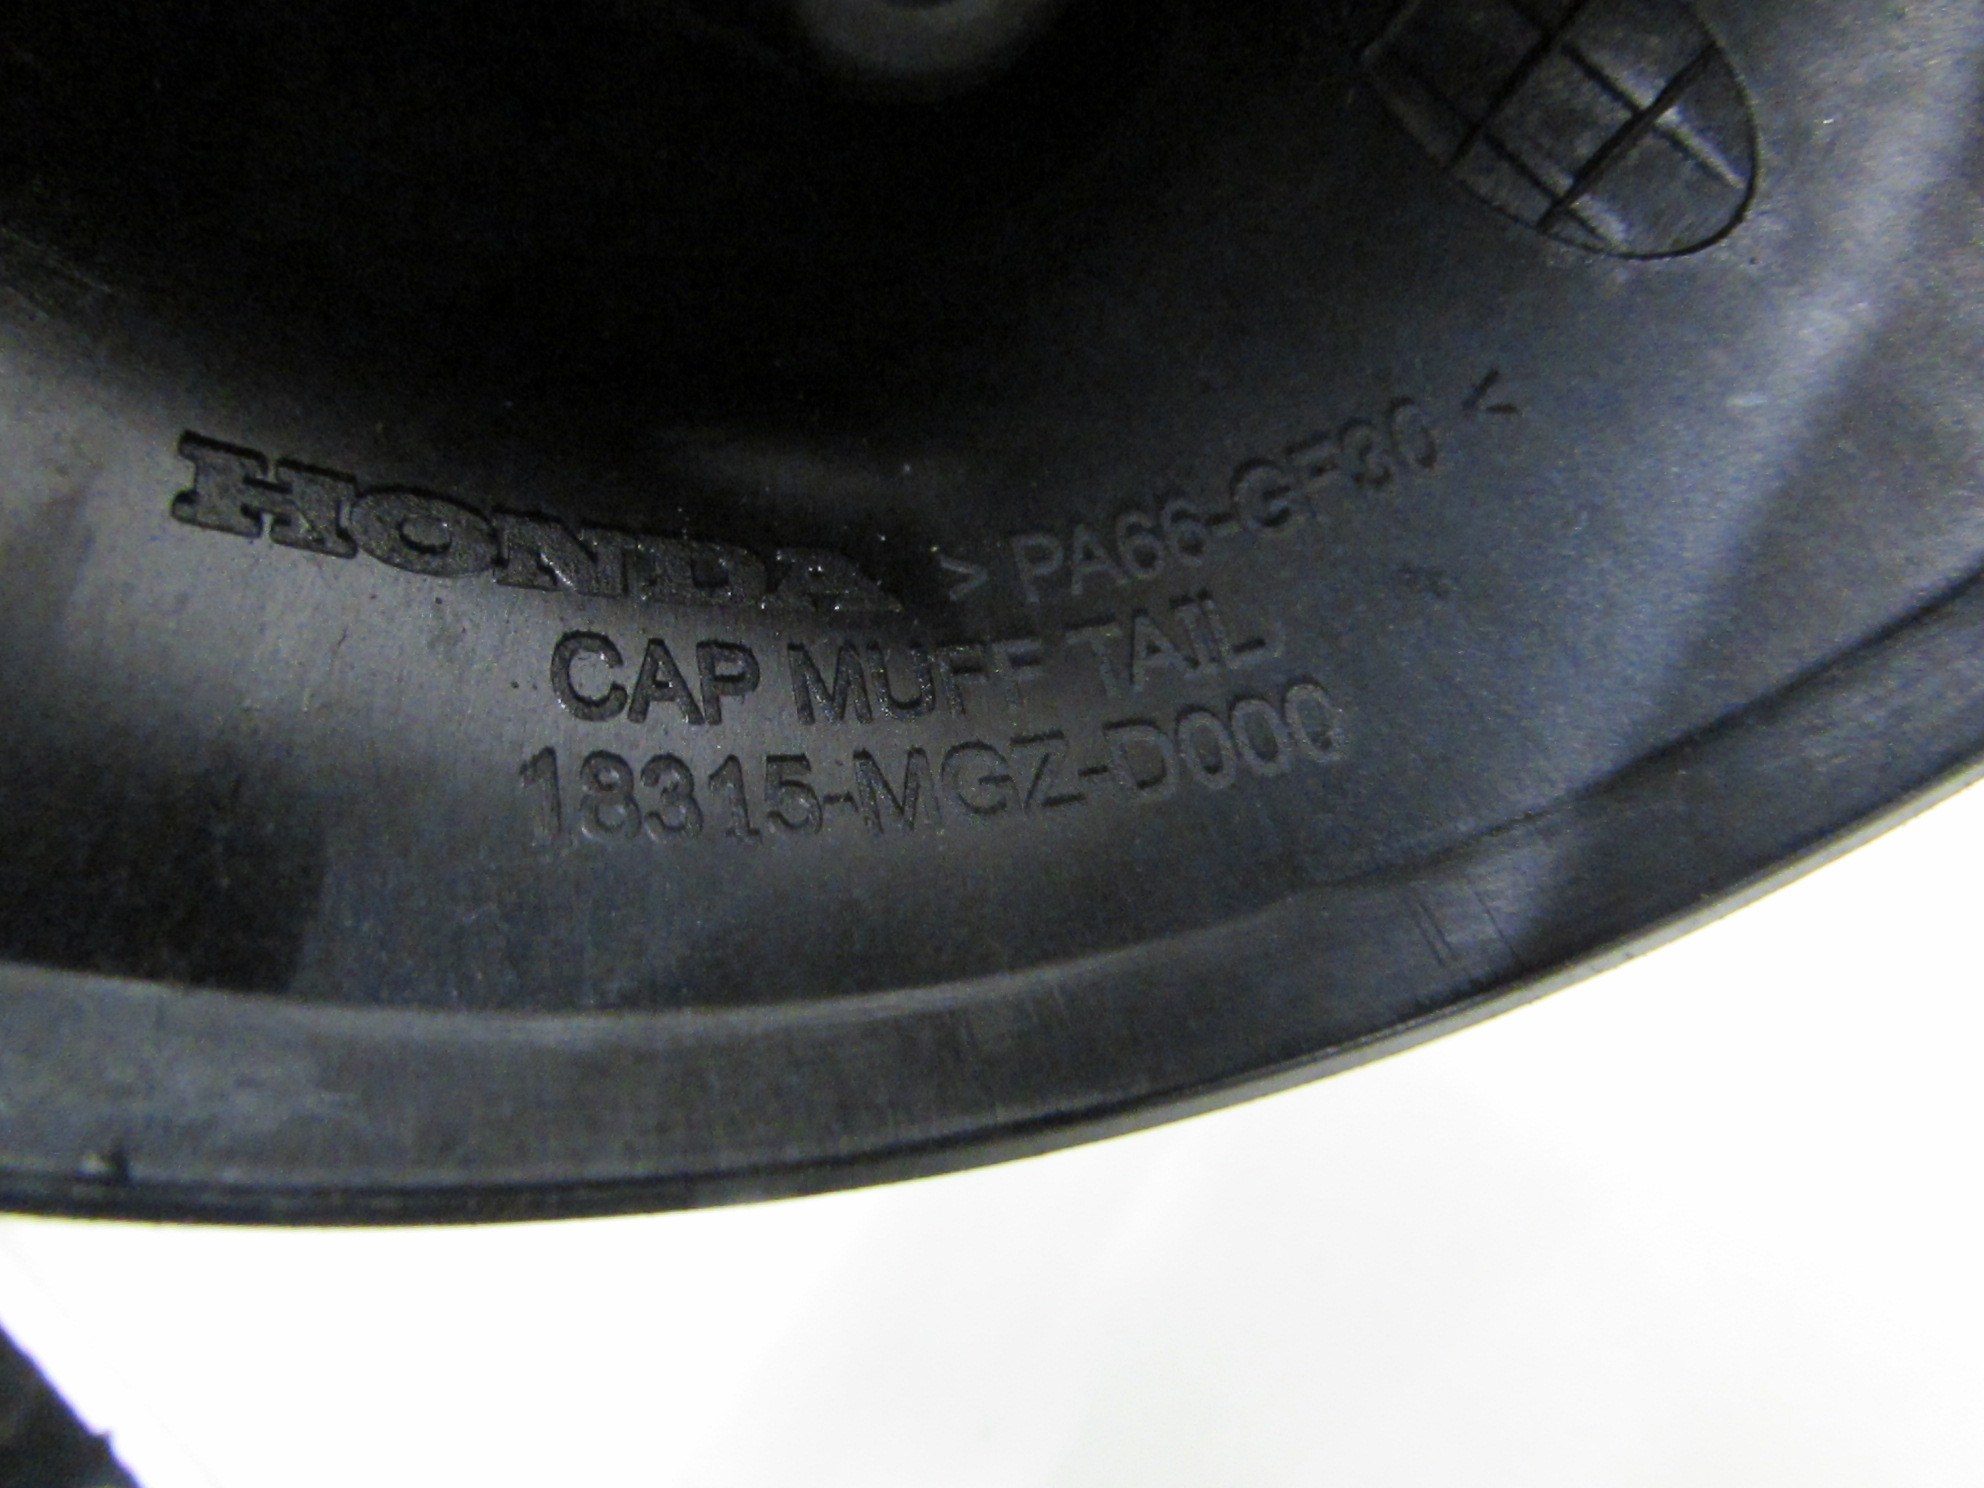 HONDA >PA66-GF30<
CAP MUFF TAIL
18315-MGZ-D000